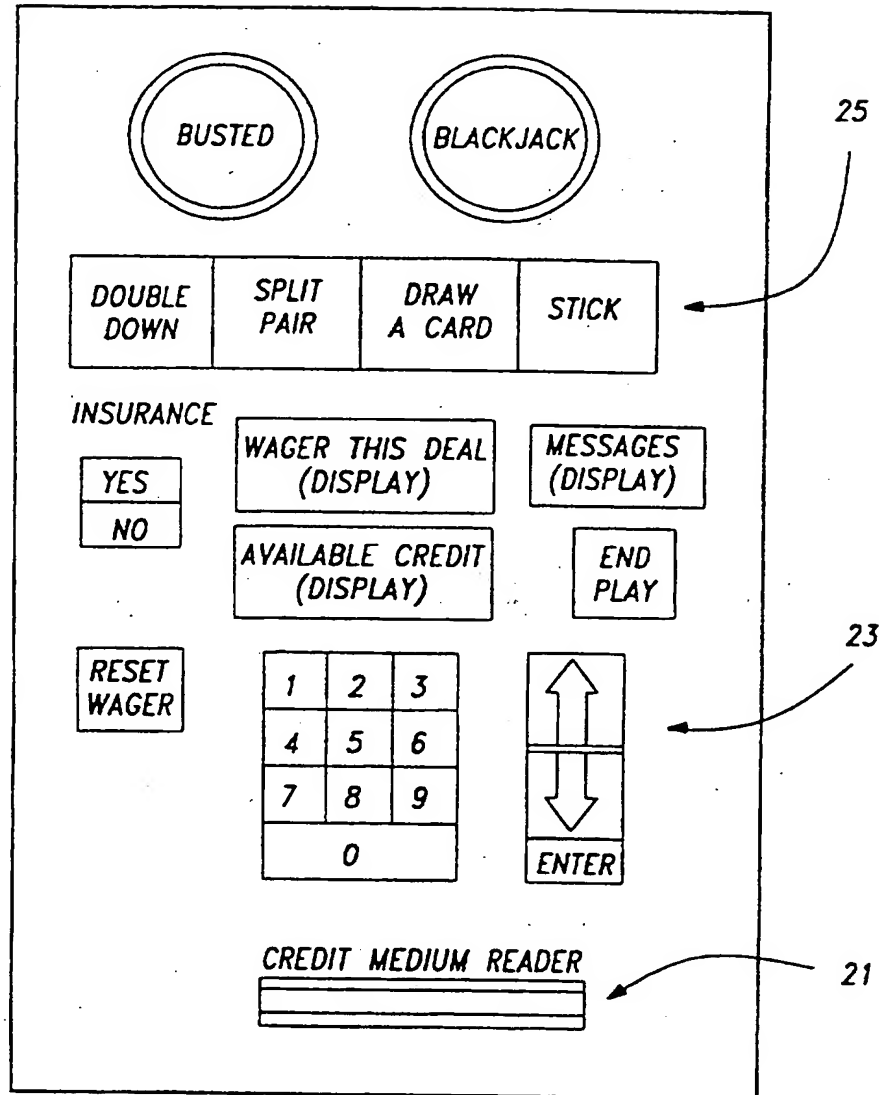 BUSTED
BLACKJACK
25
DOUBLE
DOWN
SPLIT
PAIR
DRAW
A CARD
STICK
INSURANCE
YES
NO
WAGER THIS DEAL
(DISPLAY)
MESSAGES
(DISPLAY)
AVAILABLE CREDIT
(DISPLAY)
END
PLAY
RESET
WAGER
23
1 2 3
4 5 6
7 8 9
0
ENTER
CREDIT MEDIUM READER
21